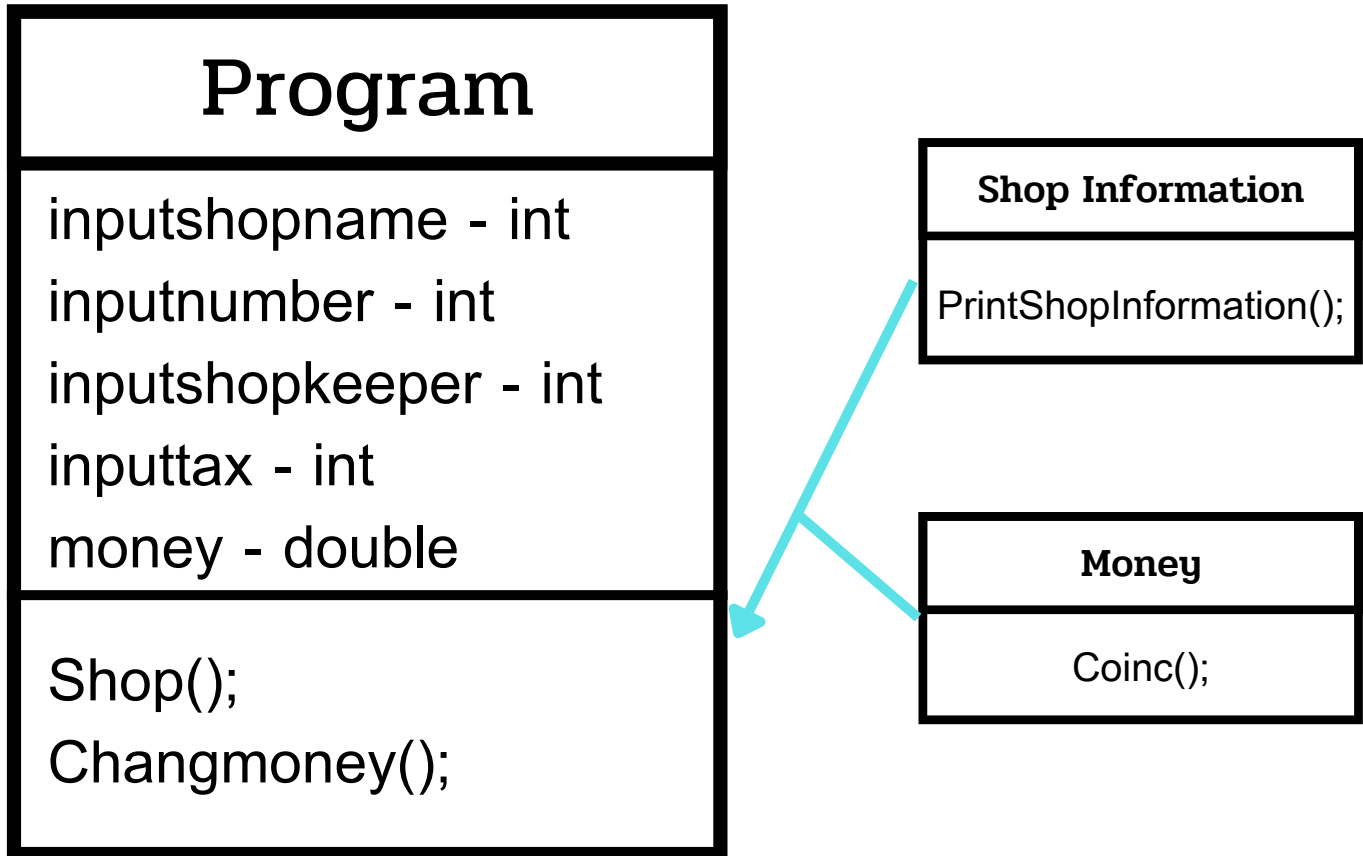 Program
inputshopname - int
inputnumber - int
inputshopkeeper - int
inputtax - int
money - double
Shop();
Changmoney();
Shop Information
PrintShopInformation();
Money
Coinc();